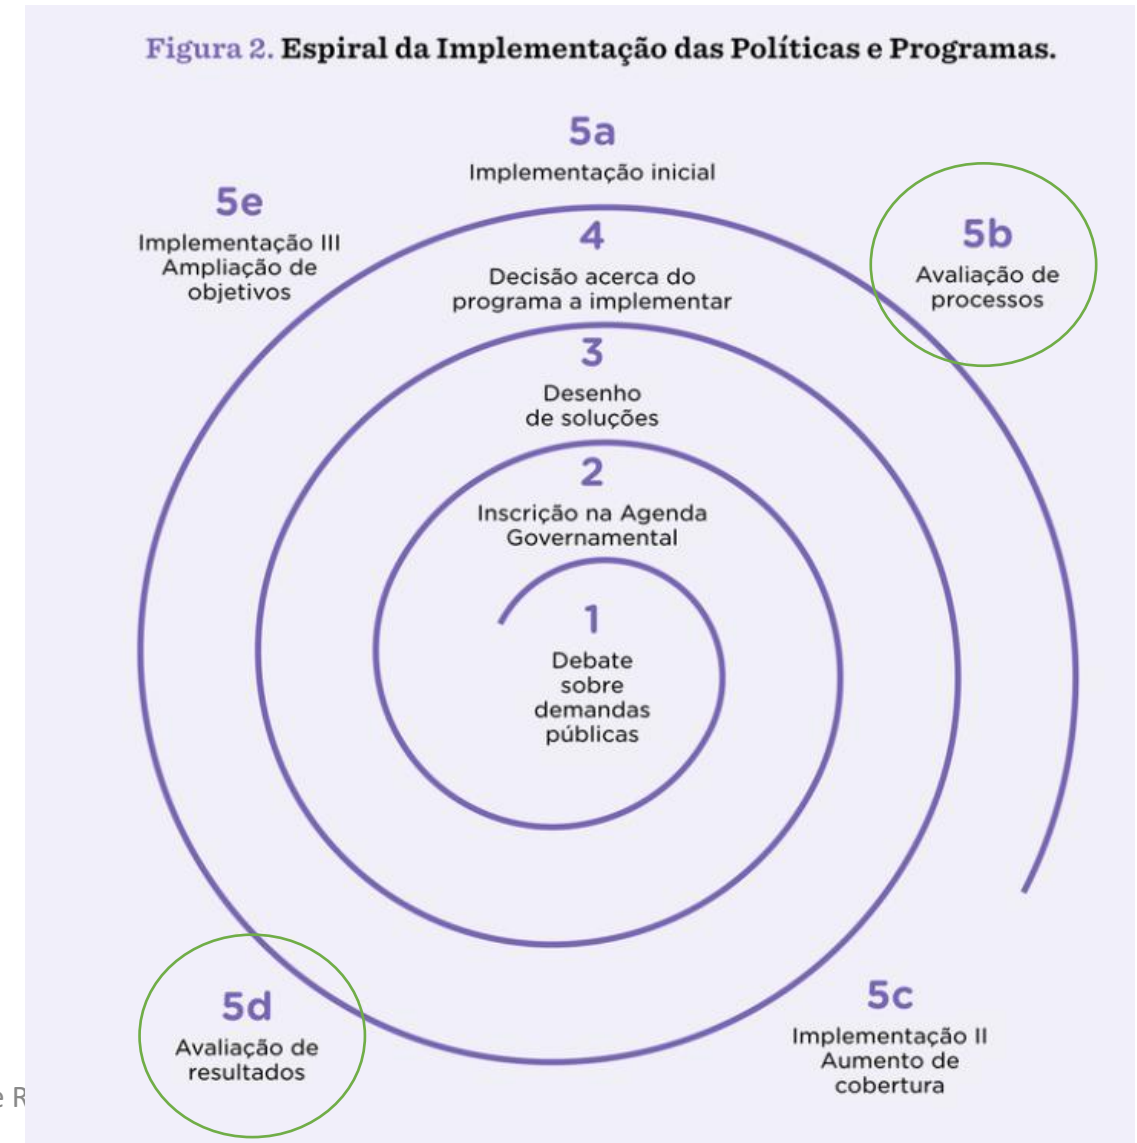 Figura 2. Espiral da Implementação das Políticas e Programas.
5a
Implementação inicial
5e
Implementação III
Ampliação de
objetivos
4
Decisão acerca do
programa a implementar
5b
Avaliação de
processos
3
Desenho
de soluções
2
Inscrição na Agenda
Governamental
1
Debate
sobre
demandas
públicas
5d
Avaliação de
resultados
5c
Implementação II
Aumento de
cobertura
e R